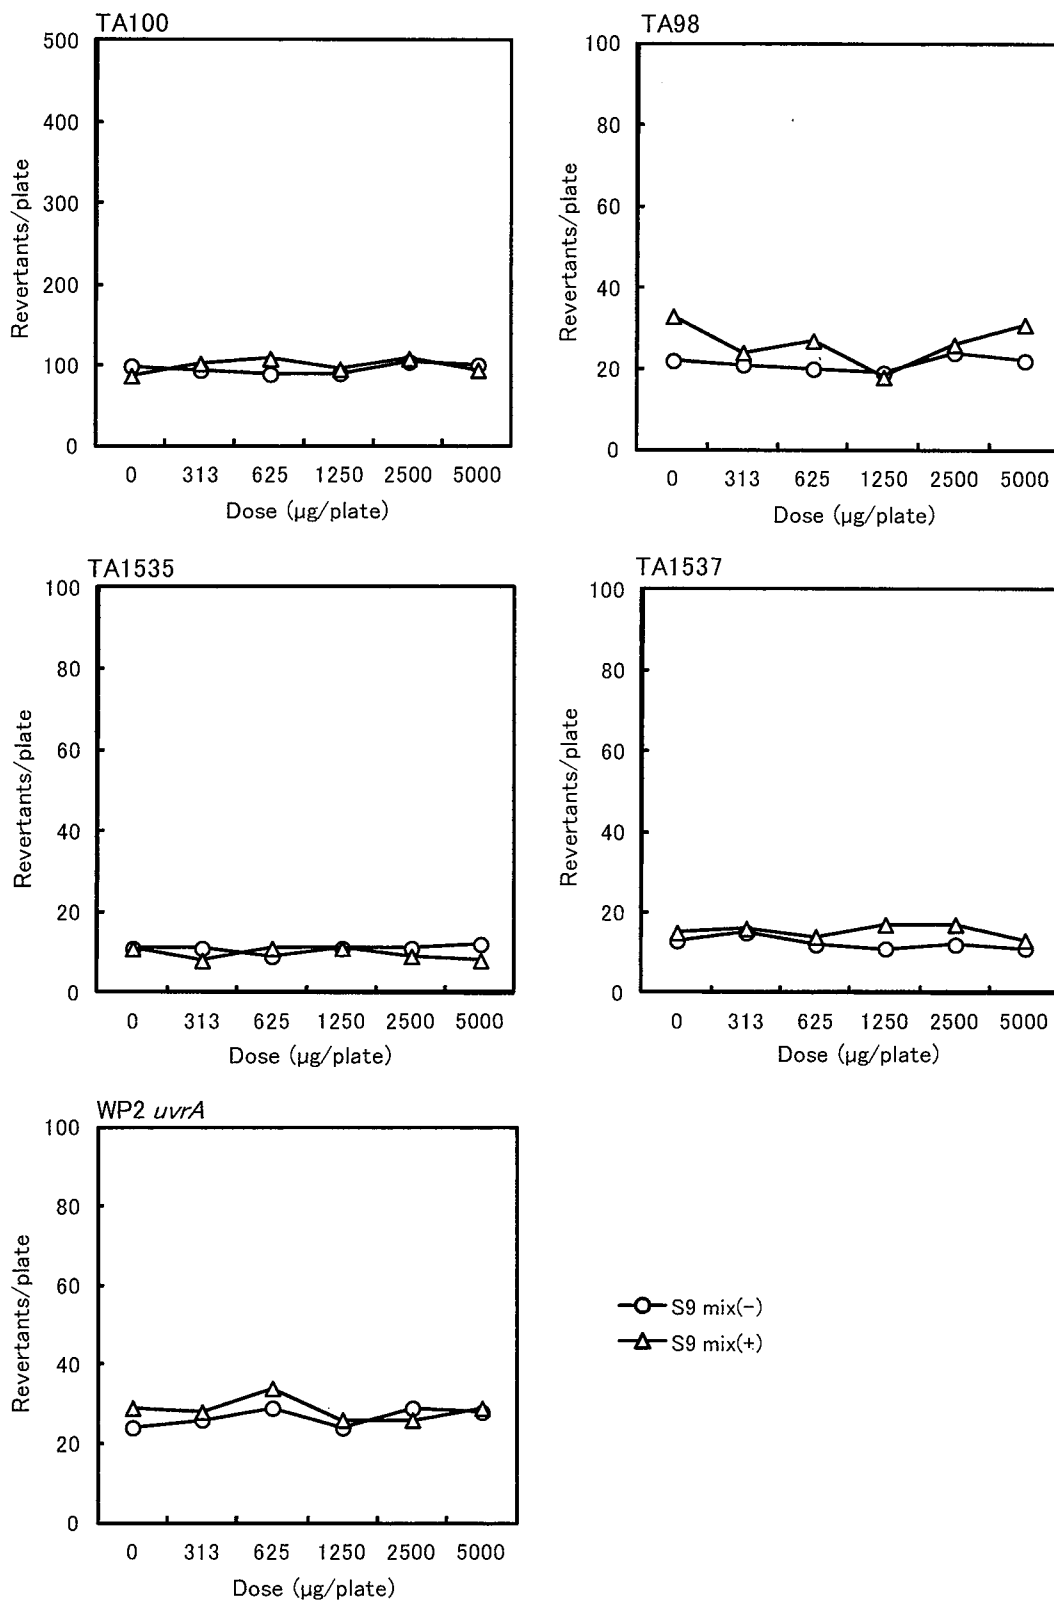 TA100
500
400
300
200
100
0
Revertants/plate
0 313 625 1250 2500 5000
Dose (µg/plate)
TA98
100
80
60
40
20
0
Revertants/plate
0 313 625 1250 2500 5000
Dose (µg/plate)
TA1535
100
80
60
40
20
0
Revertants/plate
0 313 625 1250 2500 5000
Dose (µg/plate)
TA1537
100
80
60
40
20
0
Revertants/plate
0 313 625 1250 2500 5000
Dose (µg/plate)
WP2 uvrA
100
80
60
40
20
0
Revertants/plate
0 313 625 1250 2500 5000
Dose (µg/plate)
S9 mix(-)
S9 mix(+)